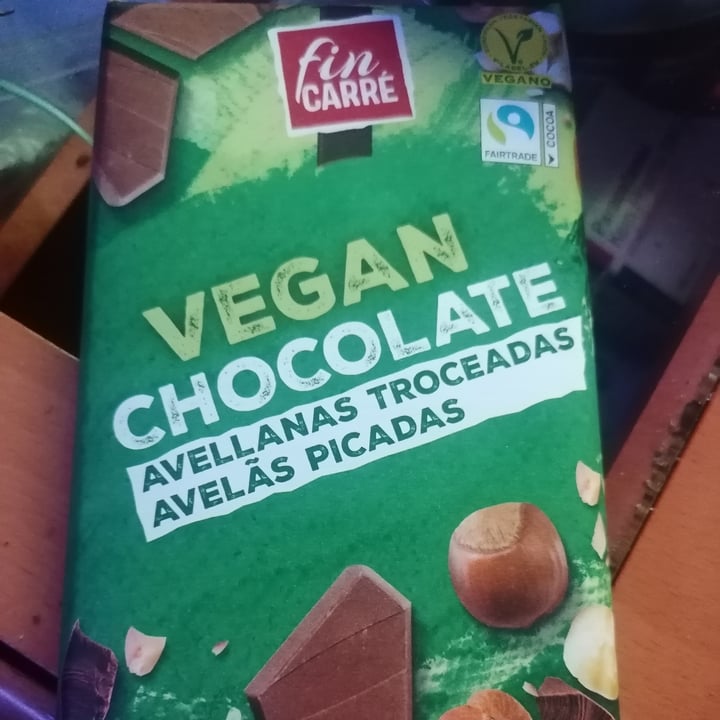 fin
CARRÉ
VEGANO
FAIRTRADE
COCOA
VEGAN
CHOCOLATE
AVELLANAS TROCEADAS
AVELÃS PICADAS